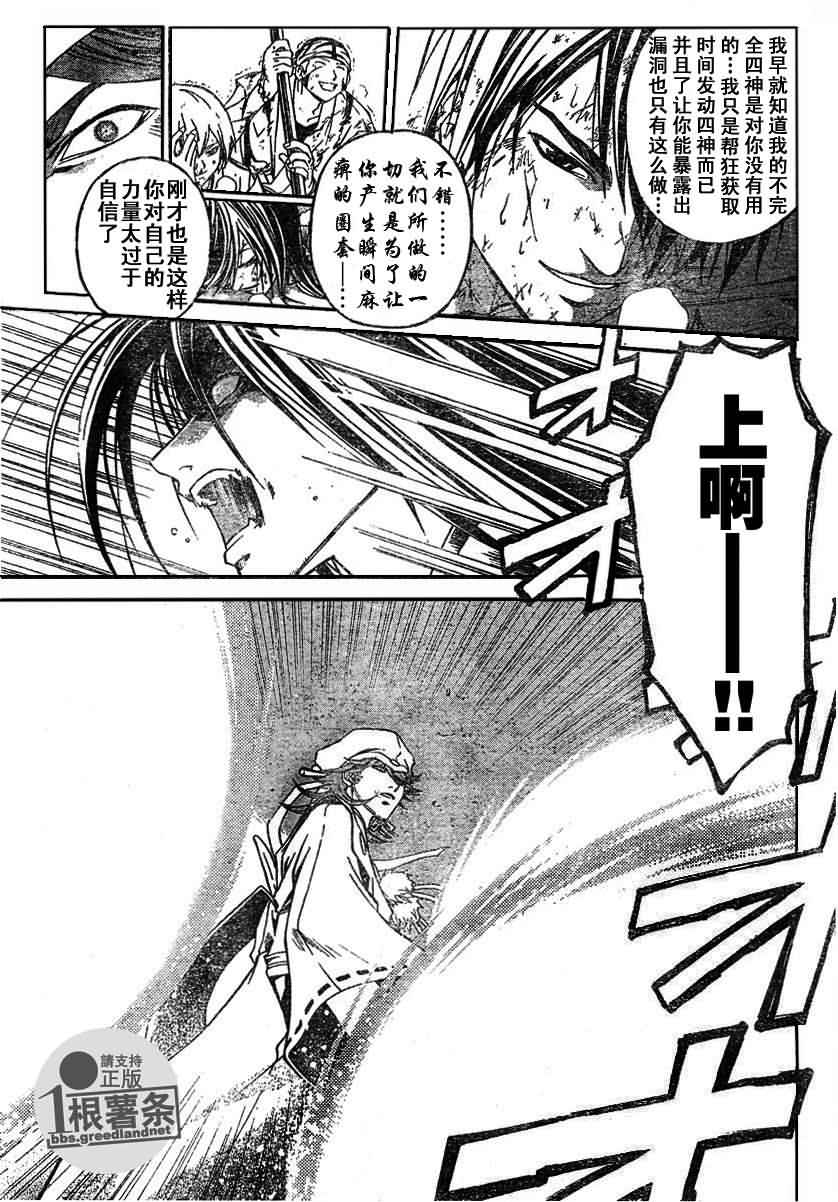 我早就知道我的不完
全四神是对你没有用
的…我只是帮狂获取
时间发动四神而已
并且了让你能暴露出
漏洞也只有这么做…
不错……
我们所做的一
切就是为了让
你产生瞬间麻
痹的圈套——…
刚才也是这样
你对自己的
力量太过于
自信了
上啊——!!
請支持
正版
1根薯条
bbs.greedland.net